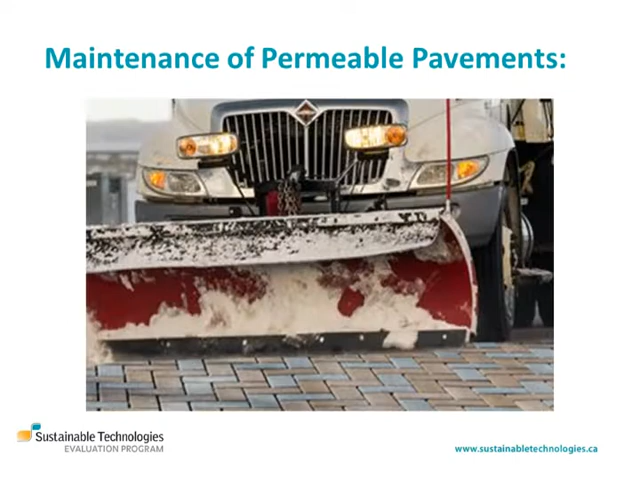 Maintenance of Permeable Pavements:
Sustainable Technologies
EVALUATION PROGRAM
www.sustainabletechnologies.ca